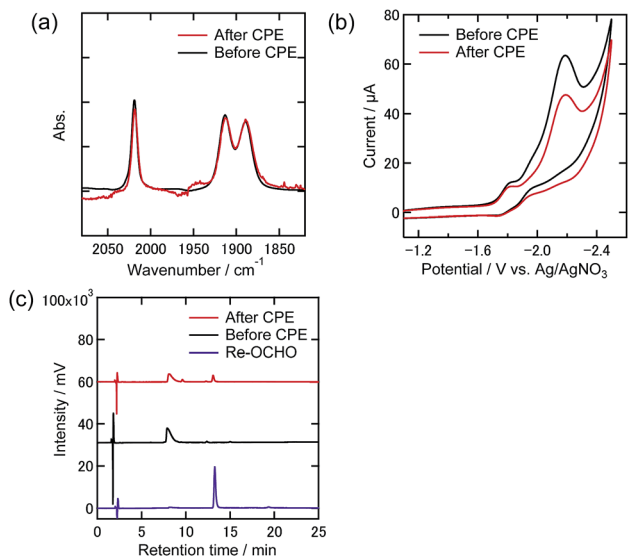 (a)
After CPE
Before CPE
Abs.
2050 2000 1950 1900 1850
Wavenumber / cm⁻¹
(b)
80
60
40
20
0
Before CPE
After CPE
Current / µA
−1.2 −1.6 −2.0 −2.4
Potential / V vs. Ag/AgNO₃
(c)
100x10³
80
60
40
20
0
After CPE
Before CPE
Re-OCHO
Intensity / mV
0 5 10 15 20 25
Retention time / min